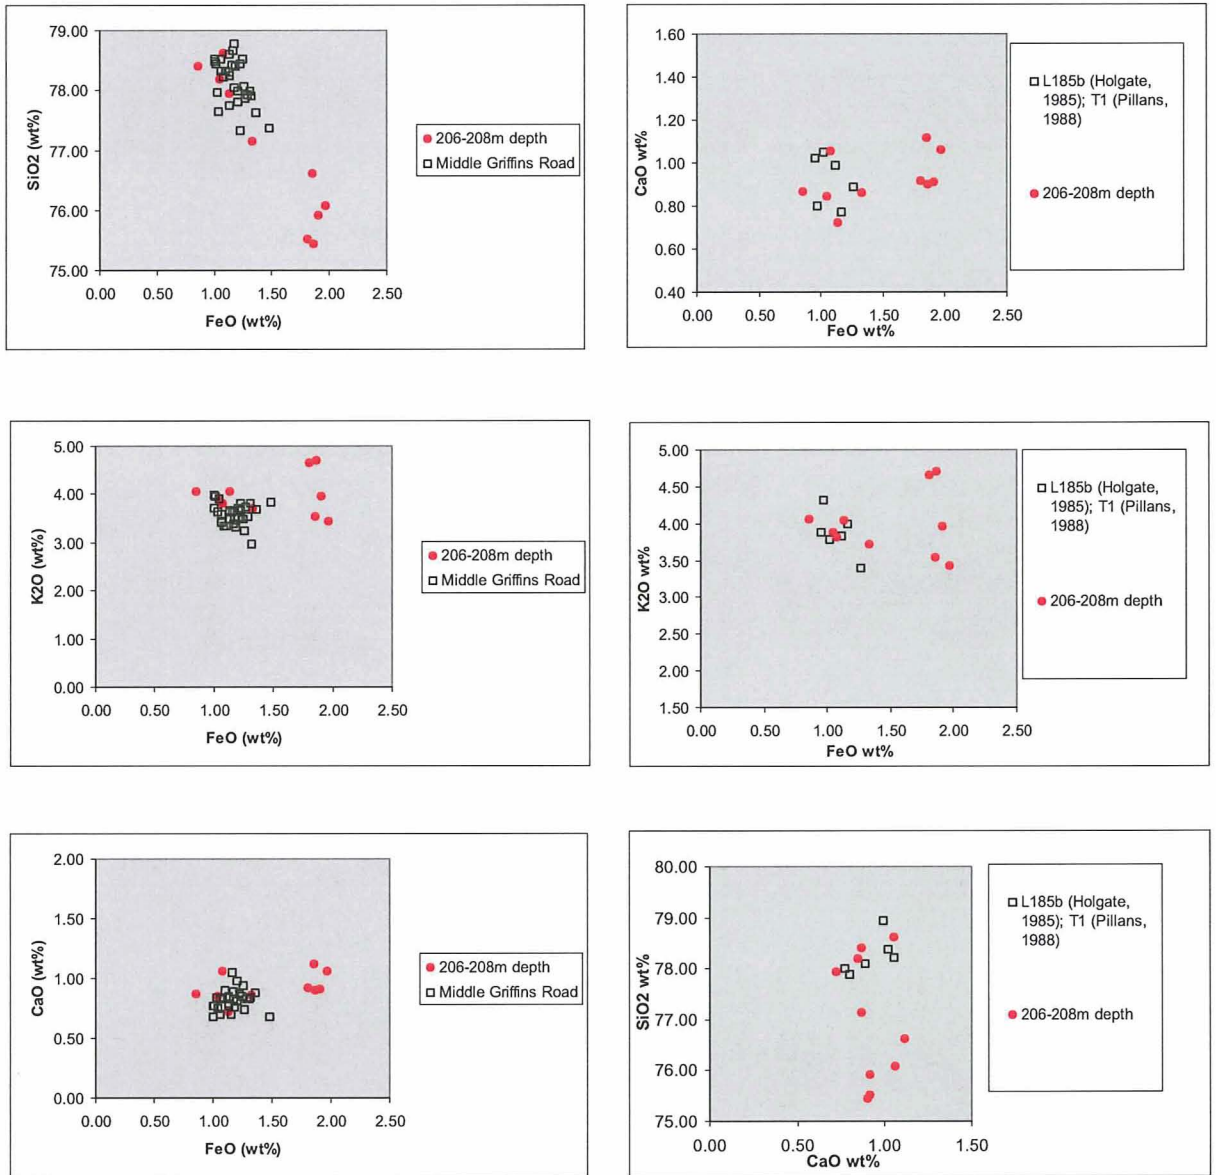 79.00
78.00
77.00
76.00
75.00
SiO2 (wt%)
0.00 0.50 1.00 1.50 2.00 2.50
FeO (wt%)
206-208m depth
Middle Griffins Road
1.60
1.40
1.20
1.00
0.80
0.60
0.40
CaO wt%
0.00 0.50 1.00 1.50 2.00 2.50
FeO wt%
L185b (Holgate,
1985); T1 (Pillans,
1988)
206-208m depth
5.00
4.00
3.00
2.00
1.00
0.00
K2O (wt%)
0.00 0.50 1.00 1.50 2.00 2.50
FeO (wt%)
206-208m depth
Middle Griffins Road
5.00
4.50
4.00
3.50
3.00
2.50
2.00
1.50
K2O wt%
0.00 0.50 1.00 1.50 2.00 2.50
FeO wt%
L185b (Holgate,
1985); T1 (Pillans,
1988)
206-208m depth
2.00
1.50
1.00
0.50
0.00
CaO (wt%)
0.00 0.50 1.00 1.50 2.00 2.50
FeO (wt%)
206-208m depth
Middle Griffins Road
80.00
79.00
78.00
77.00
76.00
75.00
SiO2 wt%
0.00 0.50 1.00 1.50
CaO wt%
L185b (Holgate,
1985); T1 (Pillans,
1988)
206-208m depth